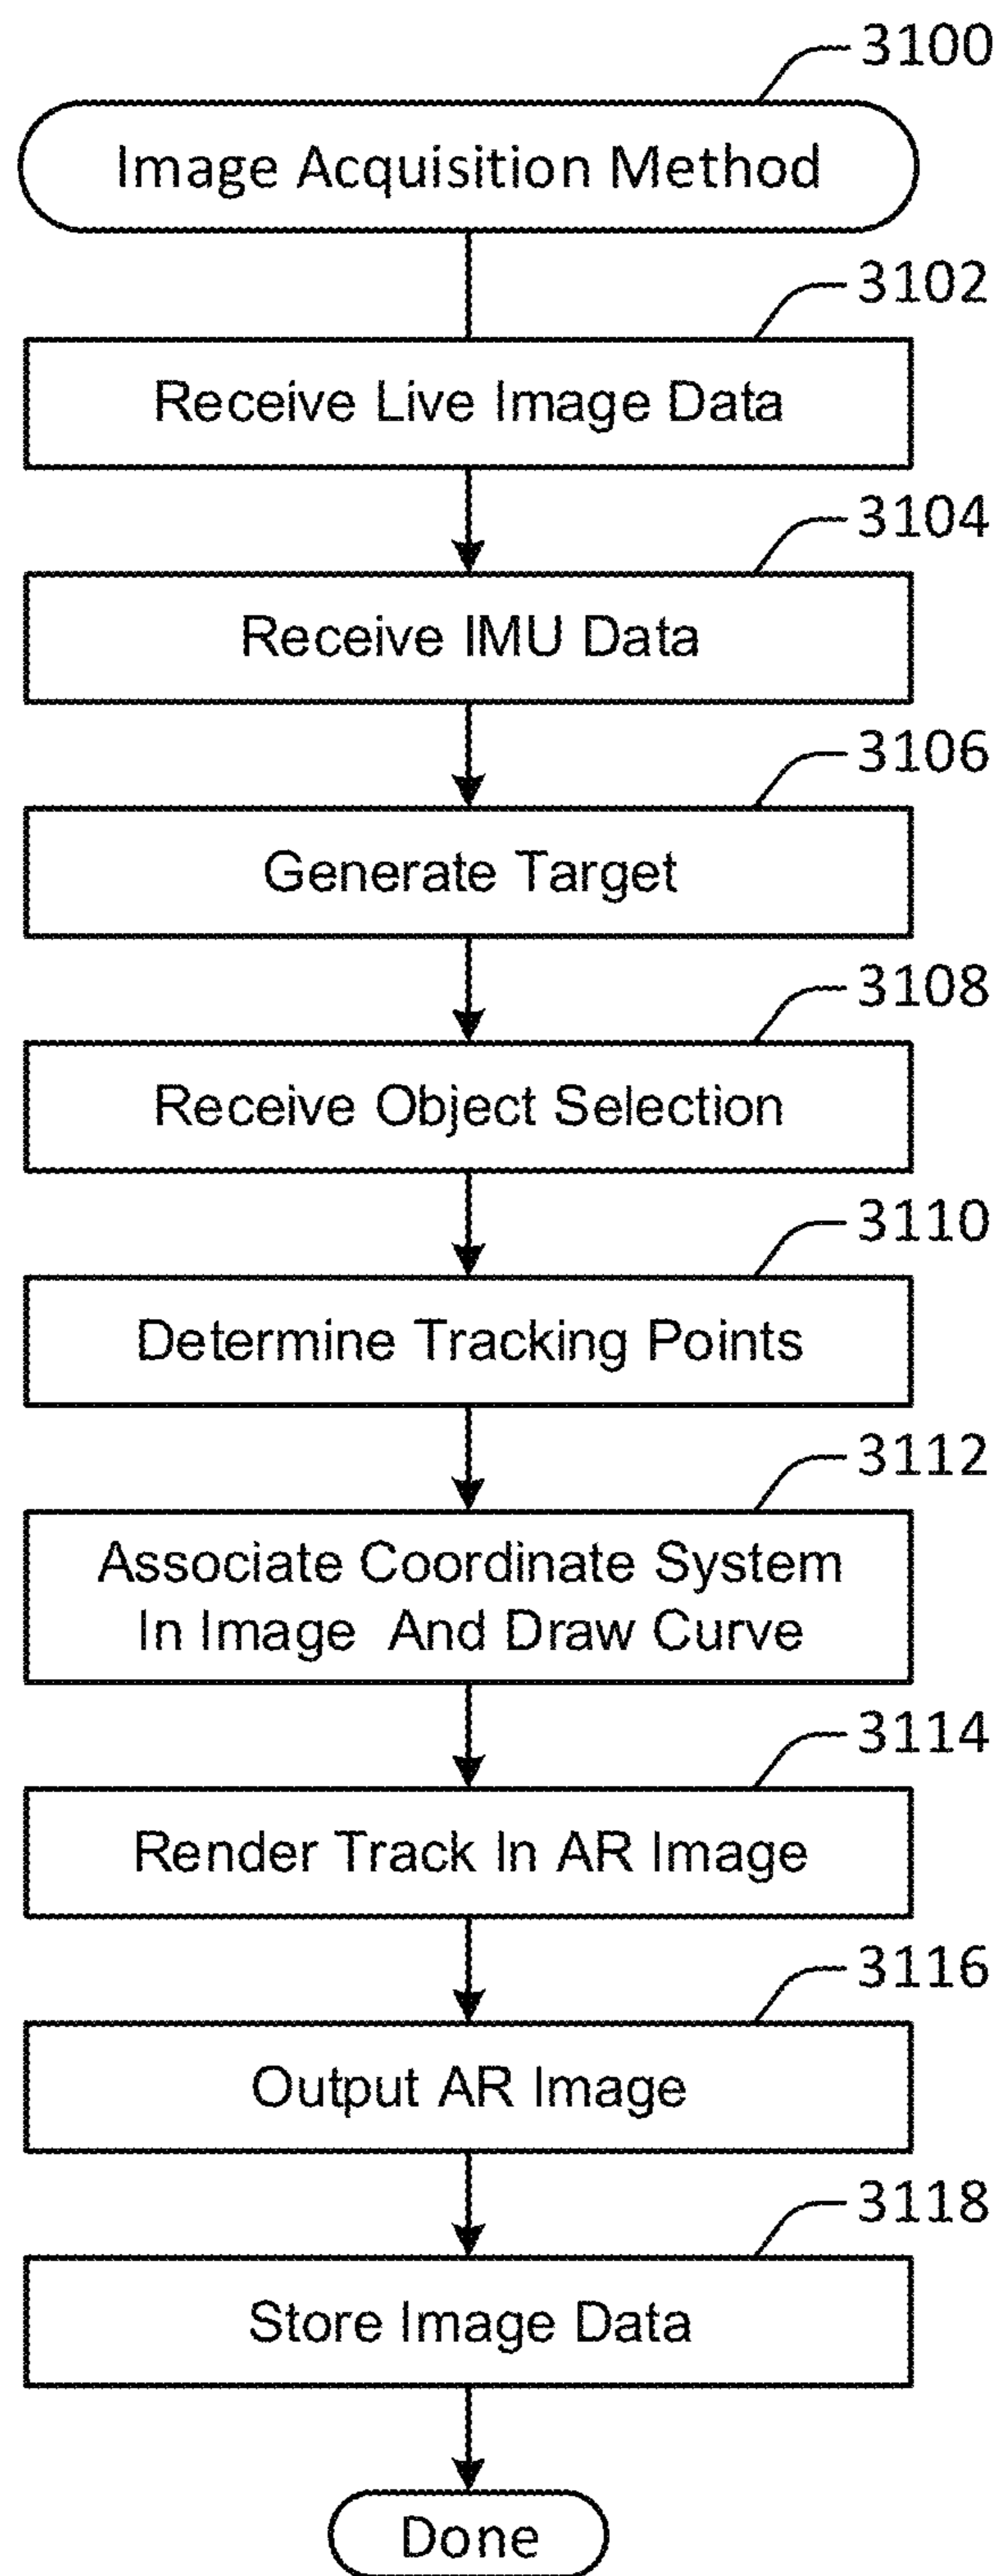 3100
Image Acquisition Method
3102
Receive Live Image Data
3104
Receive IMU Data
3106
Generate Target
3108
Receive Object Selection
3110
Determine Tracking Points
3112
Associate Coordinate System
In Image And Draw Curve
3114
Render Track In AR Image
3116
Output AR Image
3118
Store Image Data
Done